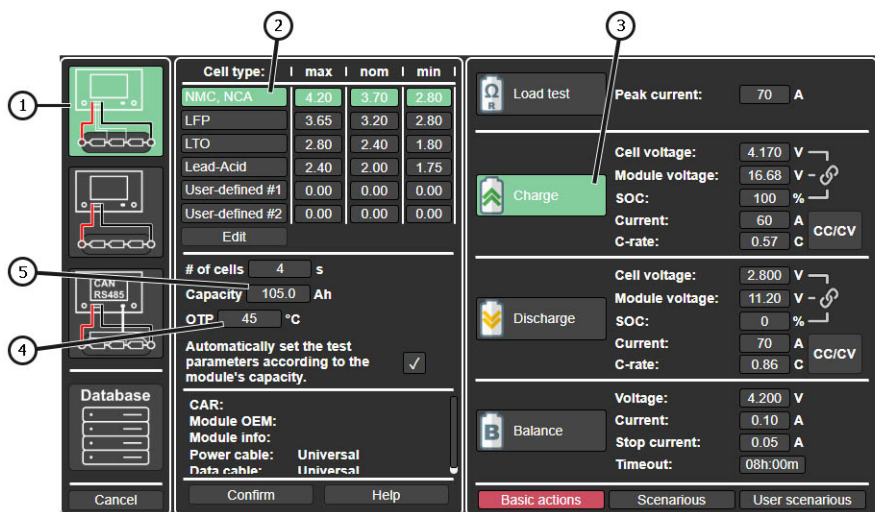 1
2
3
4
5
CAN
RS485
Database
Cancel
Cell type: | max | nom | min |
NMC, NCA 4.20 3.70 2.80
LFP 3.65 3.20 2.80
LTO 2.80 2.40 1.80
Lead-Acid 2.40 2.00 1.75
User-defined #1 0.00 0.00 0.00
User-defined #2 0.00 0.00 0.00
Edit
# of cells 4 s
Capacity 105.0 Ah
OTP 45 °C
Automatically set the test
parameters according to the
module's capacity. ✓
CAR:
Module OEM:
Module info:
Power cable: Universal
Data cable: Universal
Confirm Help
Ω
R
Load test Peak current: 70 A
Charge
Cell voltage: 4.170 V
Module voltage: 16.68 V
SOC: 100 %
Current: 60 A
C-rate: 0.57 C
CC/CV
Discharge
Cell voltage: 2.800 V
Module voltage: 11.20 V
SOC: 0 %
Current: 70 A
C-rate: 0.86 C
CC/CV
B
Balance
Voltage: 4.200 V
Current: 0.10 A
Stop current: 0.05 A
Timeout: 08h:00m
Basic actions Scenarious User scenarious